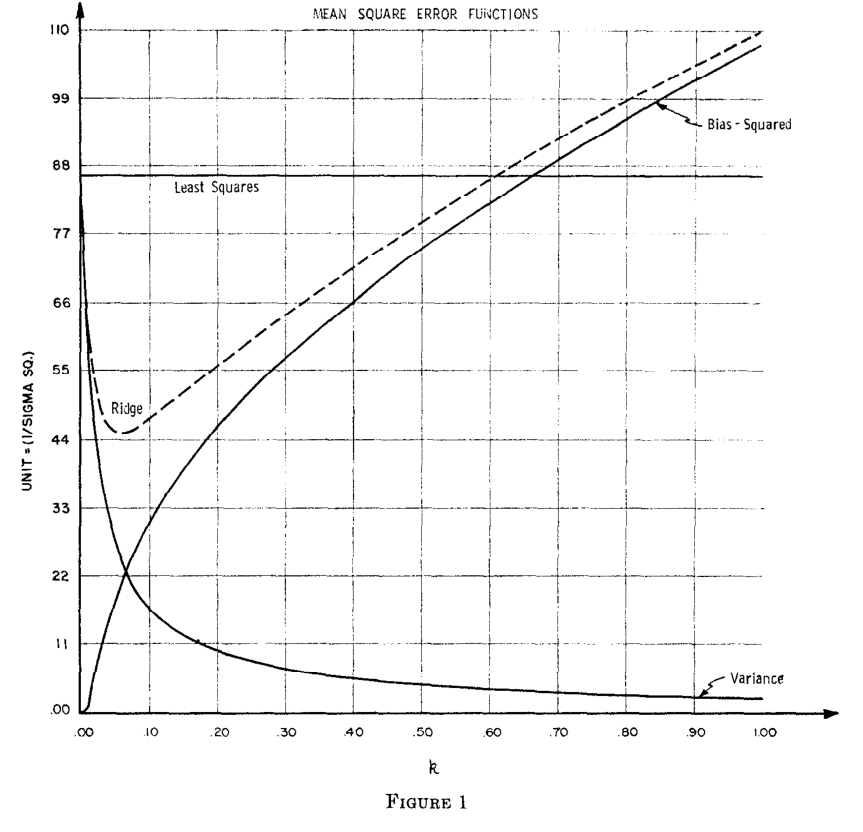 MEAN SQUARE ERROR FUNCTIONS
110
99
Bias - Squared
88
Least Squares
77
66
UNIT = (1/SIGMA SQ.)
55
Ridge
44
33
22
11
Variance
.00
.00 .10 .20 .30 .40 .50 .60 .70 .80 .90 1.00
k
FIGURE 1